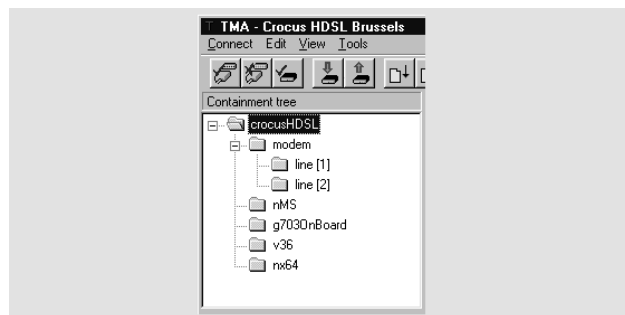 TMA - Crocus HDSL Brussels
Connect Edit View Tools
Containment tree
crocusHDSL
modem
line [1]
line [2]
nMS
g703OnBoard
v36
nx64